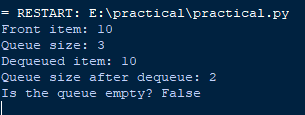 = RESTART: E:\practical\practical.py
Front item: 10
Queue size: 3
Dequeued item: 10
Queue size after dequeue: 2
Is the queue empty? False